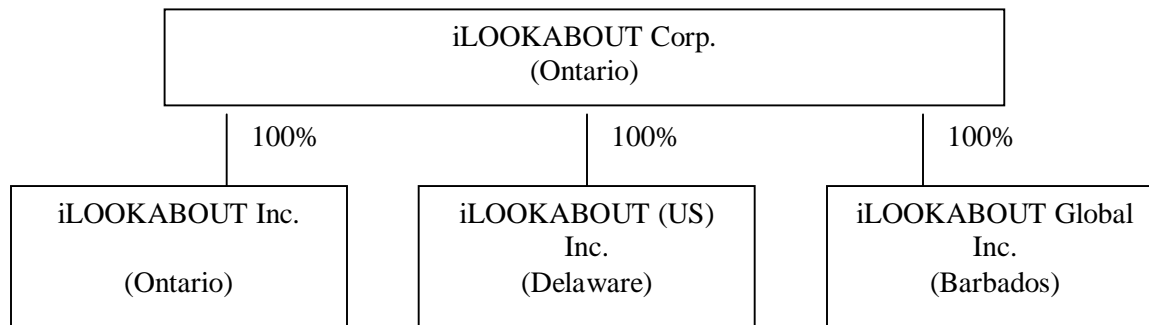 iLOOKABOUT Corp.
(Ontario)
100%
100%
100%
iLOOKABOUT Inc.
(Ontario)
iLOOKABOUT (US)
Inc.
(Delaware)
iLOOKABOUT Global
Inc.
(Barbados)